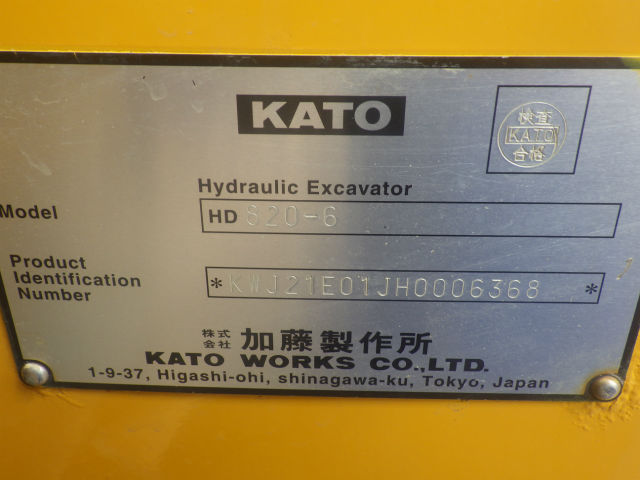 KATO
検査
KATO
合格
Hydraulic Excavator
Model HD 820-6
Product
Identification
Number
*KWJ21E01JH0006368 *
株式
会社 加藤製作所
KATO WORKS CO.,LTD.
1-9-37, Higashi-ohi, shinagawa-ku, Tokyo, Japan